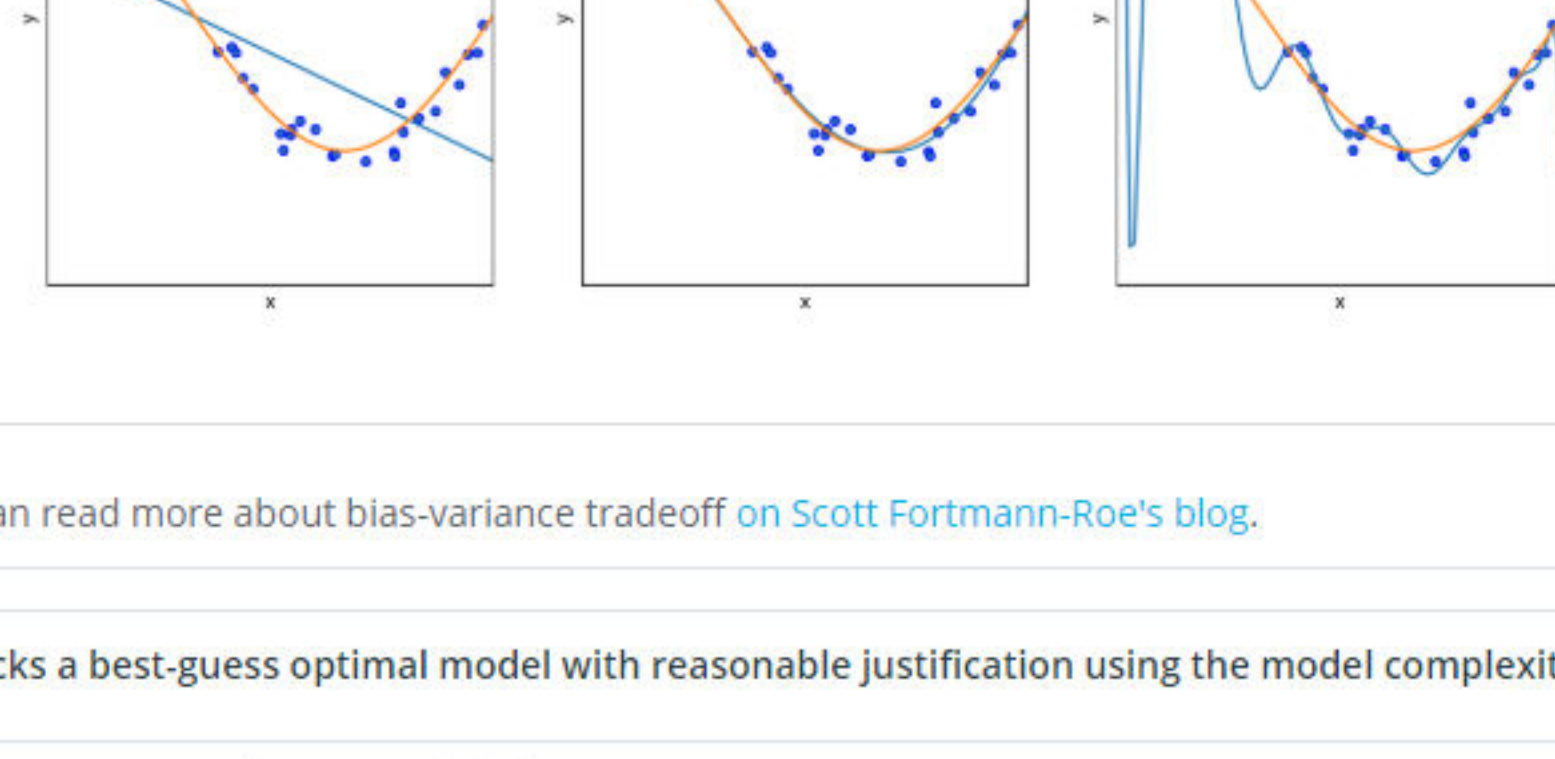 y y y
x x x
an read more about bias-variance tradeoff on Scott Fortmann-Roe's blog.
cks a best-guess optimal model with reasonable justification using the model complexit